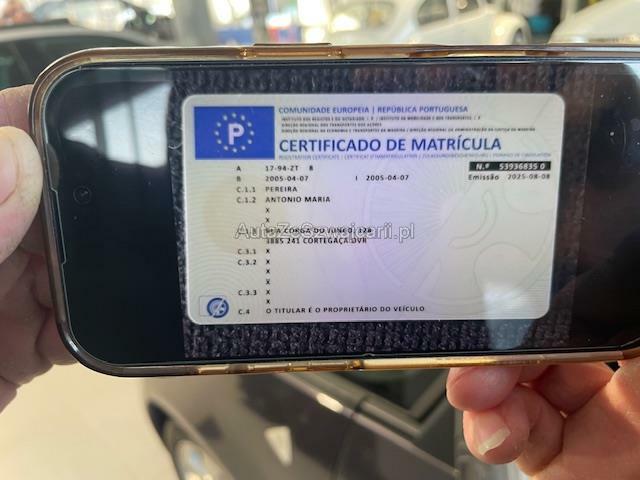 COMUNIDADE EUROPEIA | REPÚBLICA PORTUGUESA
P
CERTIFICADO DE MATRÍCULA
A 17-94-ZT 8 N.º 53936835 0
B 2005-04-07 I 2005-04-07 Emissão 2025-08-08
C.1.1 PEREIRA
C.1.2 ANTONIO MARIA
X
X
AutoZeSzwajcarii.pl
3885 241 CORTEGAÇA OVR
C.3.1 X
C.3.2 X
X
X
C.3.3 X
X
C.4 O TITULAR É O PROPRIETÁRIO DO VEÍCULO